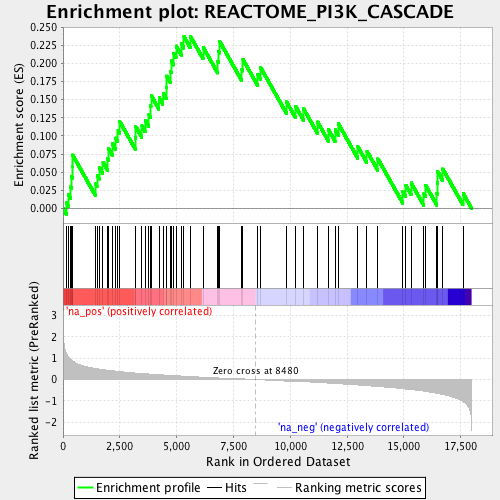 Enrichment plot: REACTOME_PI3K_CASCADE
Enrichment score (ES)
0.250
0.225
0.200
0.175
0.150
0.125
0.100
0.075
0.050
0.025
0.000
'na_pos' (positively correlated)
Ranked list metric (PreRanked)
3
2
1
0
-1
-2
Zero cross at 8480
'na_neg' (negatively correlated)
0
2,500
5,000
7,500
10,000
12,500
15,000
17,500
Rank in Ordered Dataset
Enrichment profile
Hits
Ranking metric scores